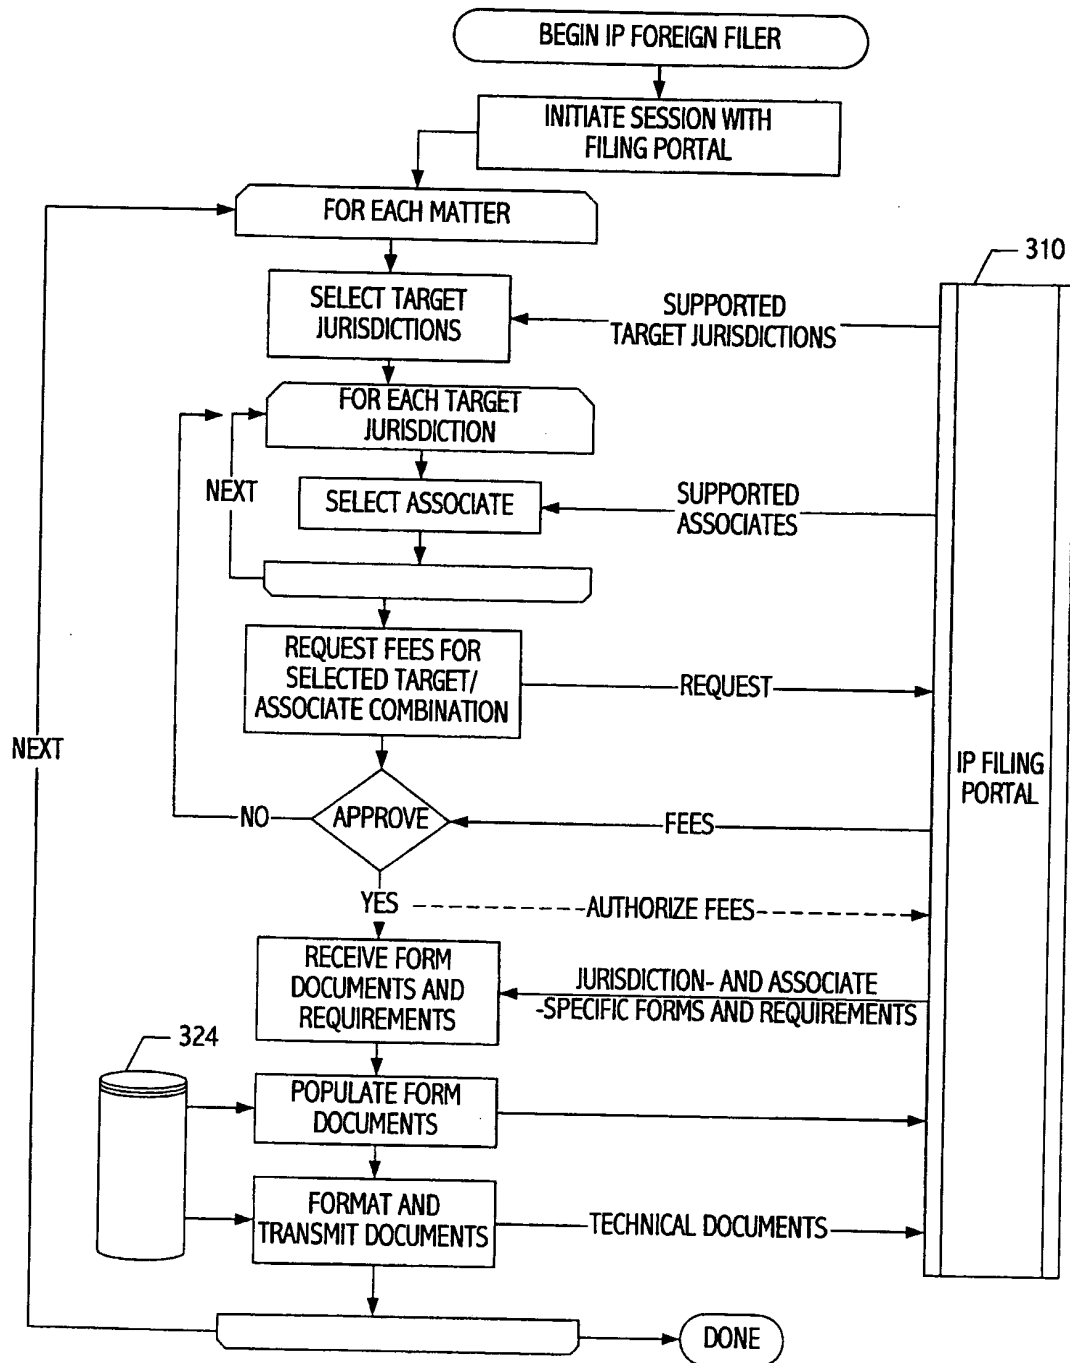 BEGIN IP FOREIGN FILER
INITIATE SESSION WITH
FILING PORTAL
FOR EACH MATTER
310
SELECT TARGET
JURISDICTIONS
SUPPORTED
TARGET JURISDICTIONS
FOR EACH TARGET
JURISDICTION
NEXT
SELECT ASSOCIATE
SUPPORTED
ASSOCIATES
REQUEST FEES FOR
SELECTED TARGET/
ASSOCIATE COMBINATION
REQUEST
NEXT
IP FILING
PORTAL
NO
APPROVE
FEES
YES
AUTHORIZE FEES
RECEIVE FORM
DOCUMENTS AND
REQUIREMENTS
JURISDICTION- AND ASSOCIATE
-SPECIFIC FORMS AND REQUIREMENTS
324
POPULATE FORM
DOCUMENTS
FORMAT AND
TRANSMIT DOCUMENTS
TECHNICAL DOCUMENTS
DONE